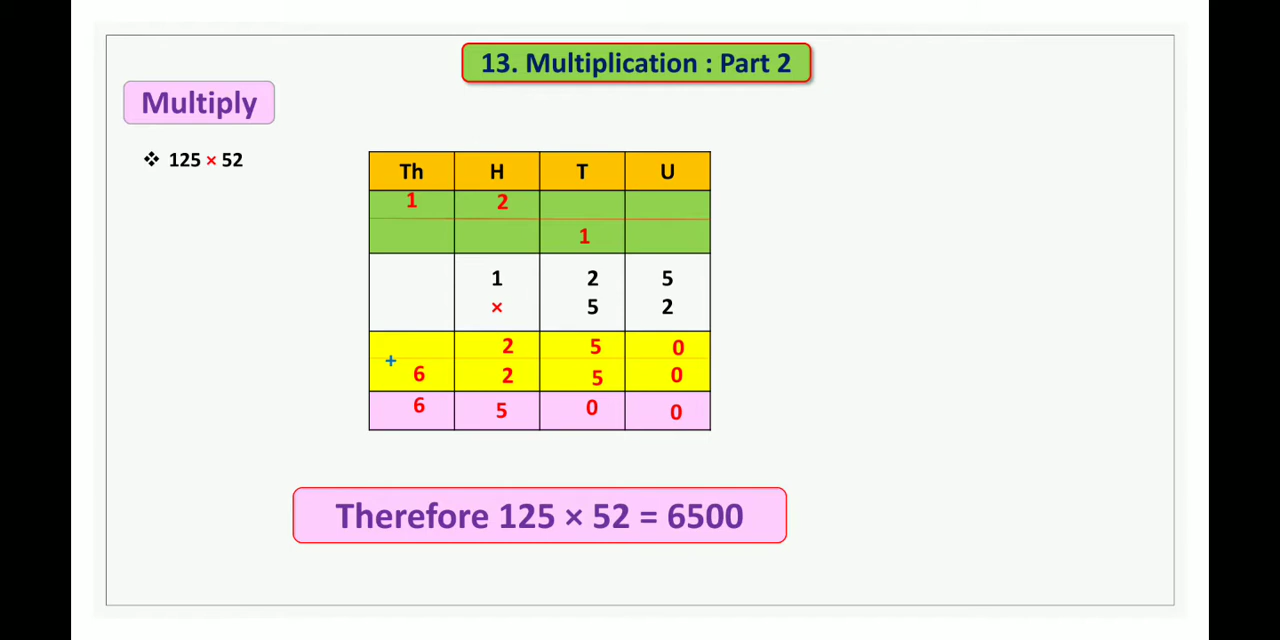 13. Multiplication : Part 2
Multiply
❖ 125 × 52
Th H T U
1 2
1
1 2 5
× 5 2
2 5 0
+
6 2 5 0
6 5 0 0
Therefore 125 × 52 = 6500